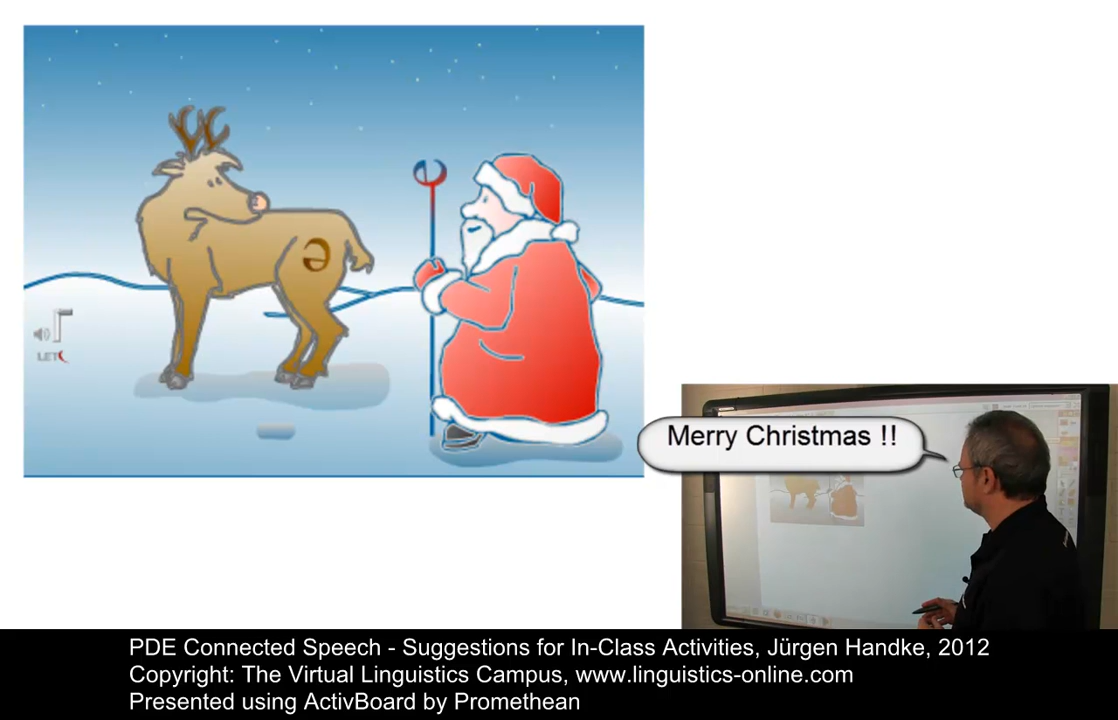 ə
LET
Merry Christmas !!
PDE Connected Speech - Suggestions for In-Class Activities, Jürgen Handke, 2012
Copyright: The Virtual Linguistics Campus, www.linguistics-online.com
Presented using ActivBoard by Promethean